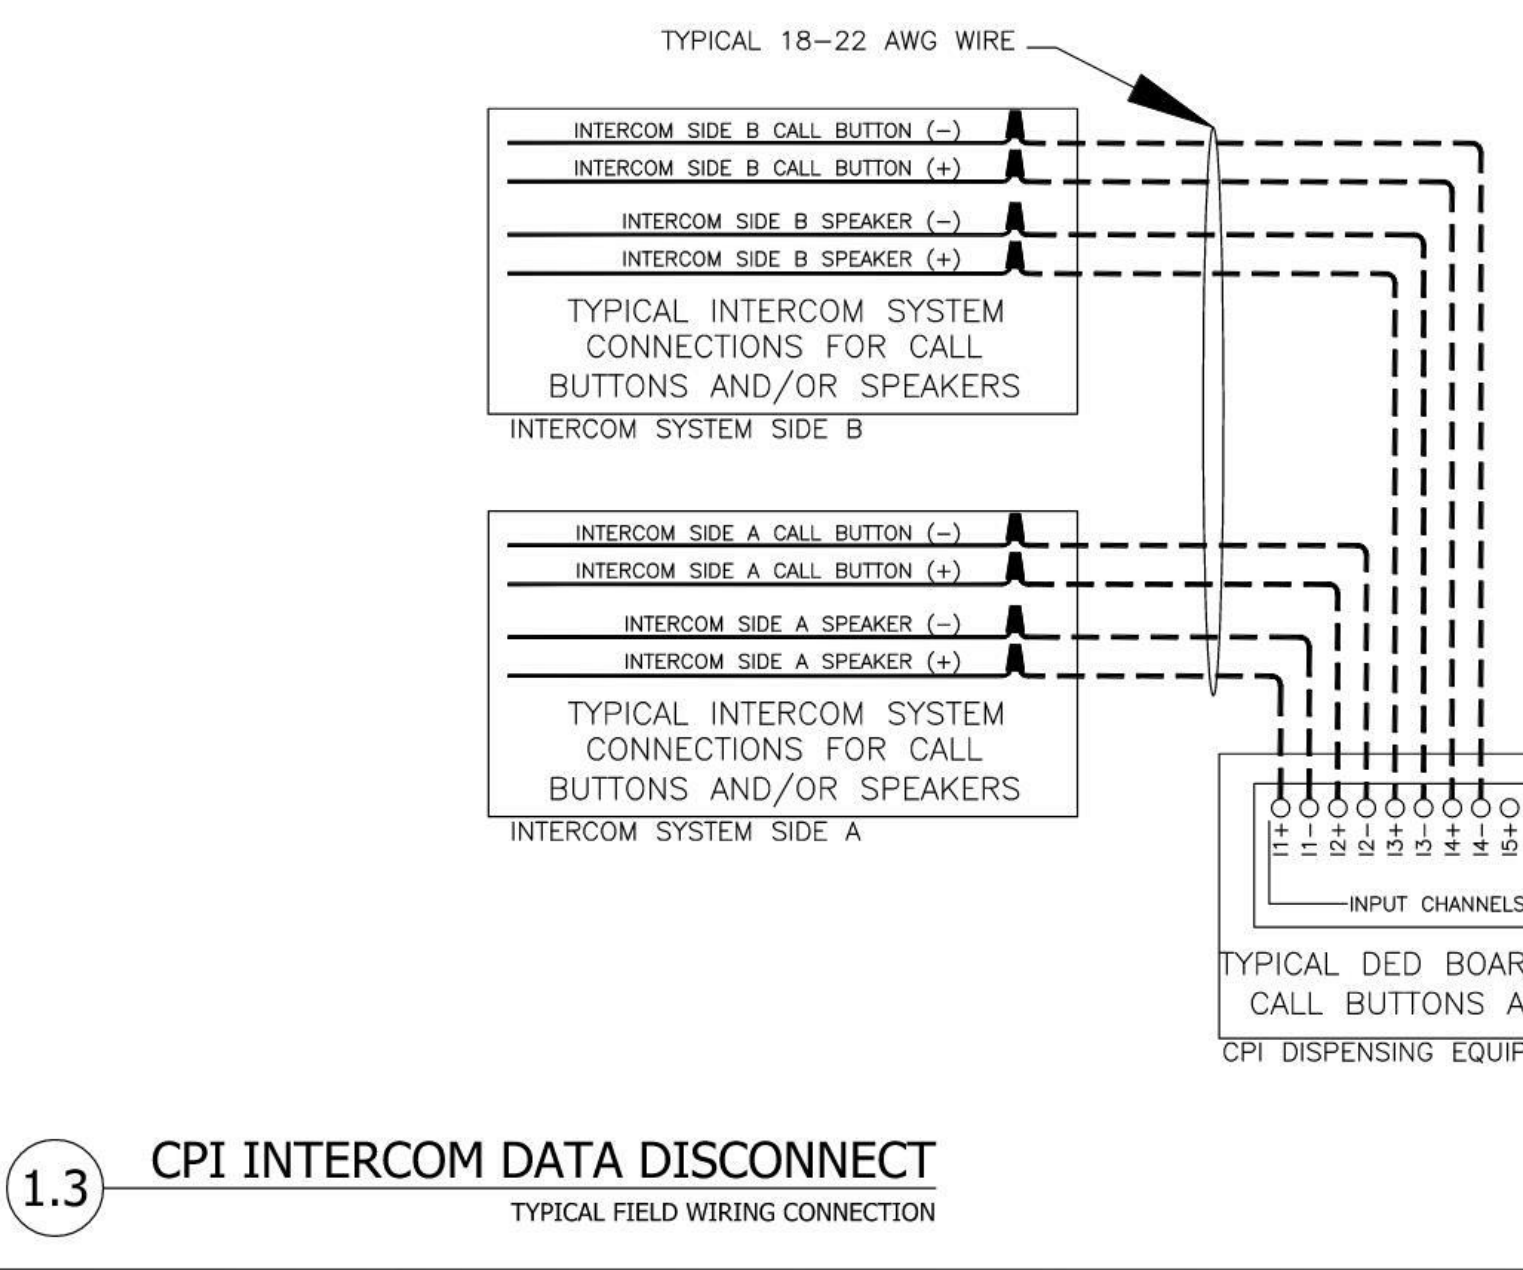 TYPICAL 18-22 AWG WIRE
INTERCOM SIDE B CALL BUTTON (-)
INTERCOM SIDE B CALL BUTTON (+)
INTERCOM SIDE B SPEAKER (-)
INTERCOM SIDE B SPEAKER (+)
TYPICAL INTERCOM SYSTEM
CONNECTIONS FOR CALL
BUTTONS AND/OR SPEAKERS
INTERCOM SYSTEM SIDE B
INTERCOM SIDE A CALL BUTTON (-)
INTERCOM SIDE A CALL BUTTON (+)
INTERCOM SIDE A SPEAKER (-)
INTERCOM SIDE A SPEAKER (+)
TYPICAL INTERCOM SYSTEM
CONNECTIONS FOR CALL
BUTTONS AND/OR SPEAKERS
INTERCOM SYSTEM SIDE A
I1+
I1-
I2+
I2-
I3+
I3-
I4+
I4-
I5+
INPUT CHANNELS
TYPICAL DED BOAR
CALL BUTTONS A
CPI DISPENSING EQUIP
1.3
CPI INTERCOM DATA DISCONNECT
TYPICAL FIELD WIRING CONNECTION